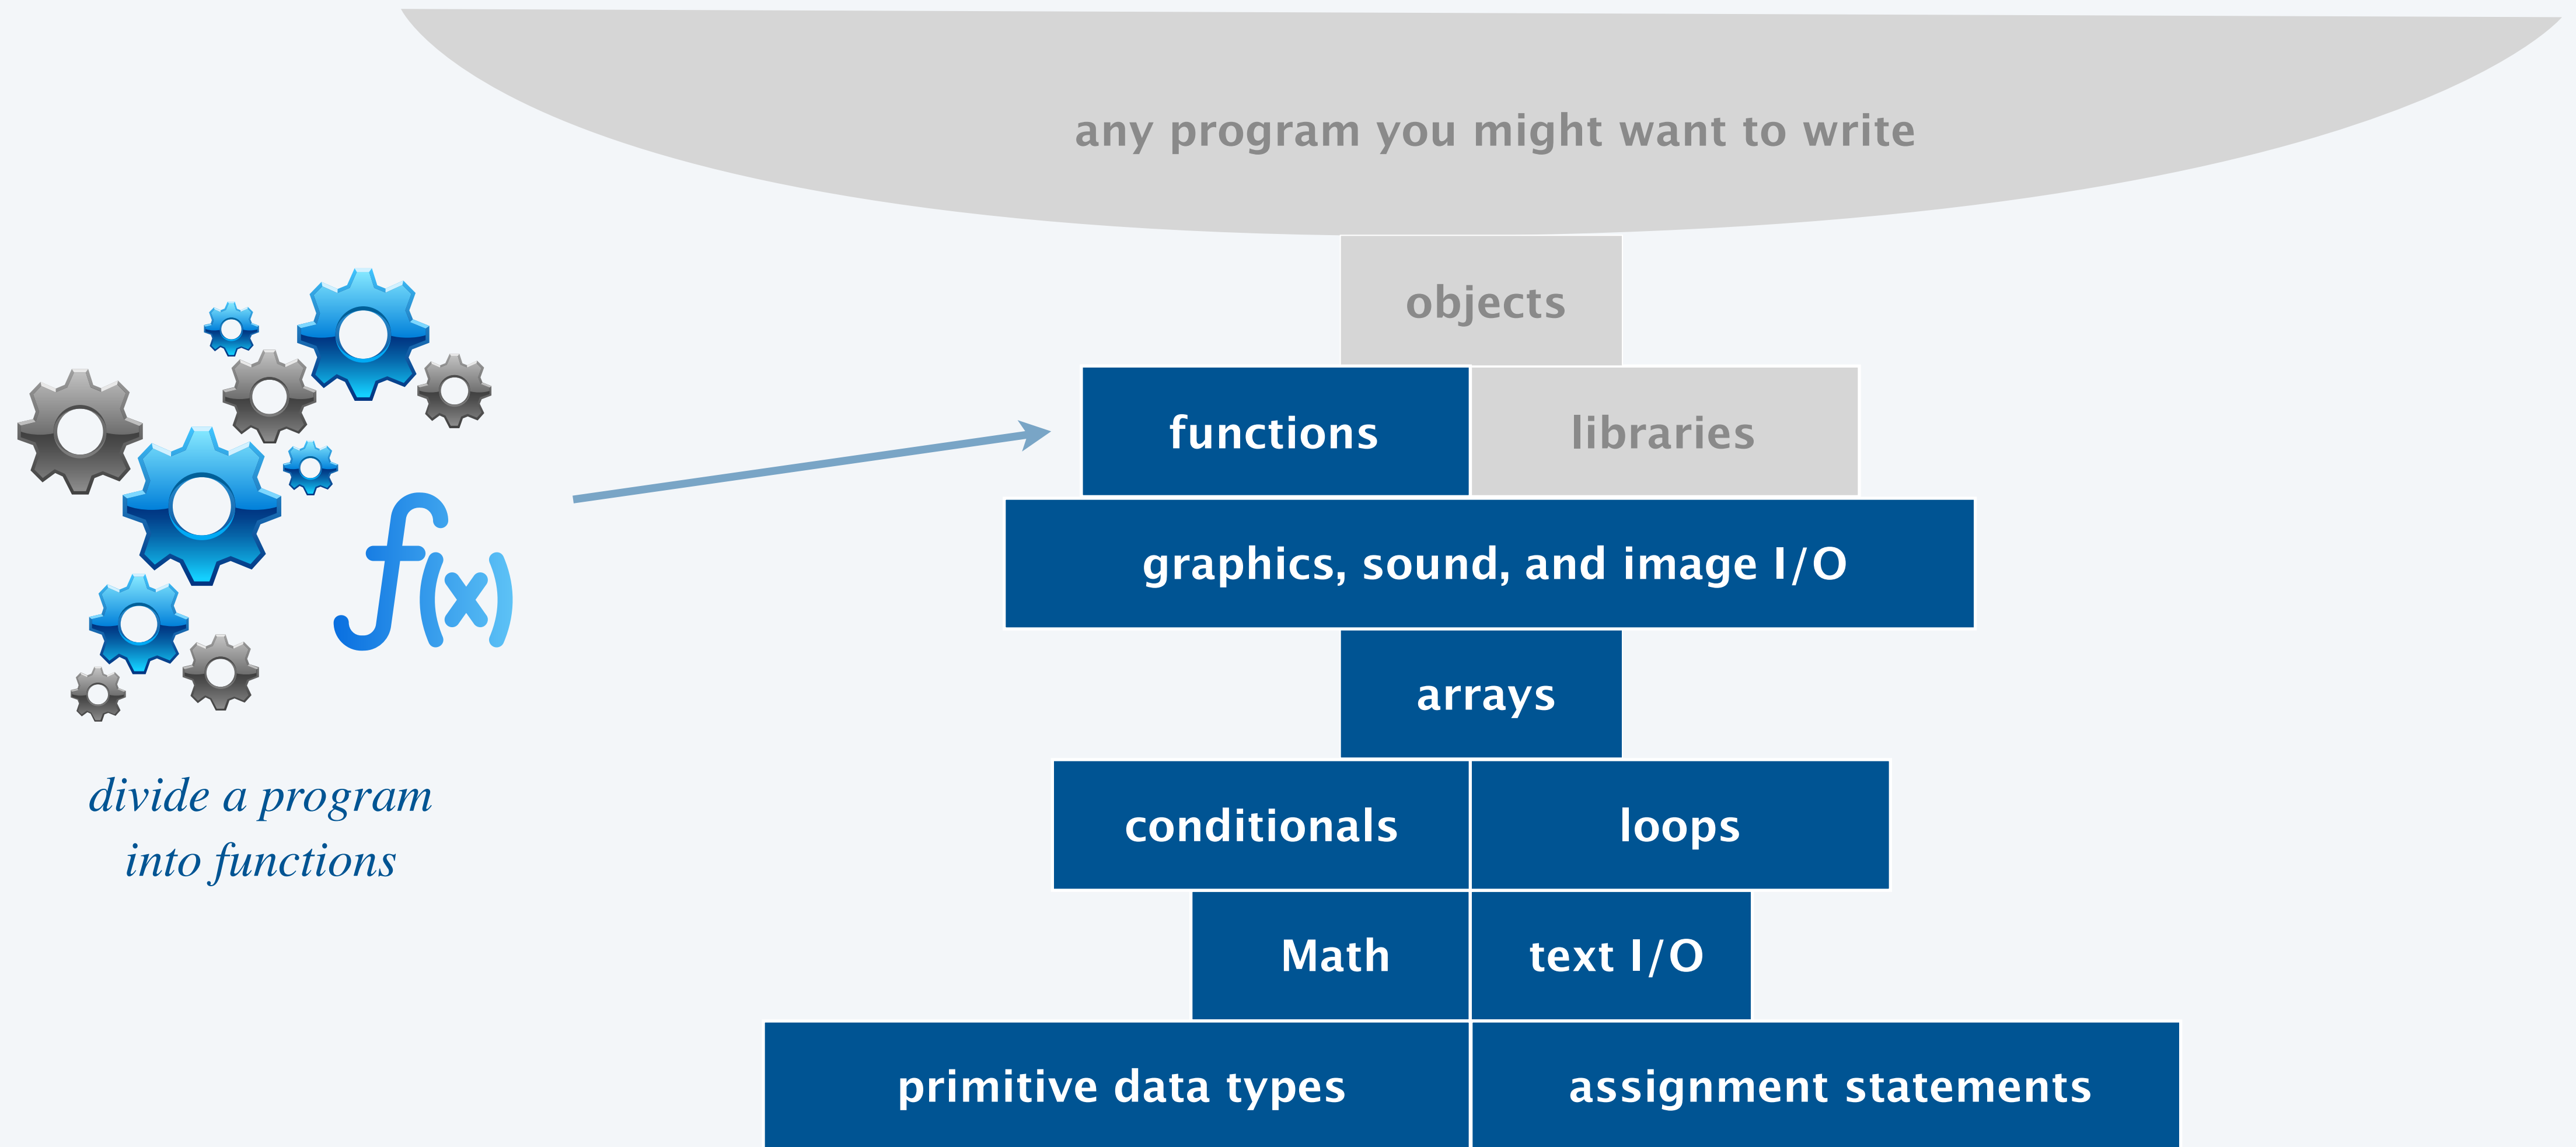 any program you might want to write
objects
functions
libraries
graphics, sound, and image I/O
f(x)
arrays
divide a program
into functions
conditionals
loops
Math
text I/O
primitive data types
assignment statements